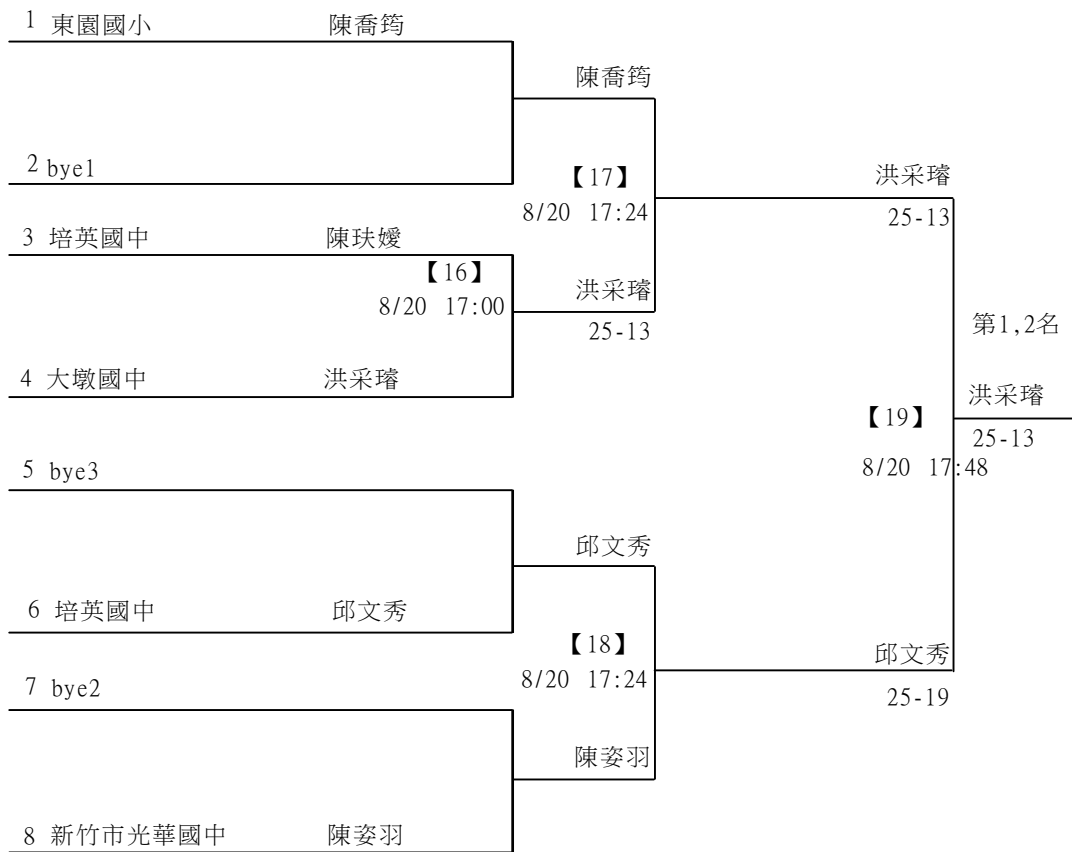 1 東園國小 陳喬筠
陳喬筠
2 bye1
【17】
8/20 17:24
洪采璿
25-13
3 培英國中 陳玞嬡
【16】
8/20 17:00
洪采璿
25-13
4 大墩國中 洪采璿
第1,2名
洪采璿
【19】
25-13
8/20 17:48
5 bye3
邱文秀
6 培英國中 邱文秀
【18】
8/20 17:24
邱文秀
25-19
7 bye2
陳姿羽
8 新竹市光華國中 陳姿羽